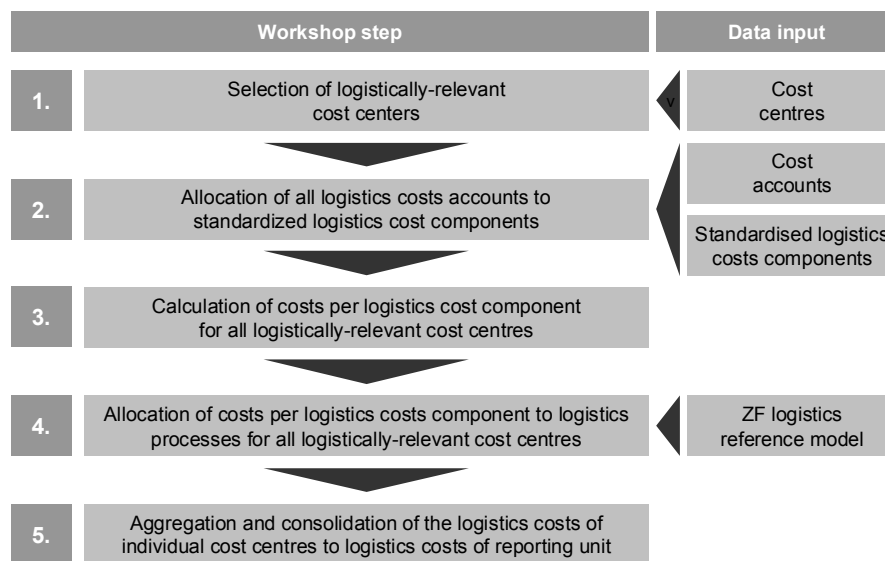 Workshop step
Data input
1.
Selection of logistically-relevant
cost centers
v
Cost
centres
2.
Allocation of all logistics costs accounts to
standardized logistics cost components
Cost
accounts
Standardised logistics
costs components
3.
Calculation of costs per logistics cost component
for all logistically-relevant cost centres
4.
Allocation of costs per logistics costs component to logistics
processes for all logistically-relevant cost centres
ZF logistics
reference model
5.
Aggregation and consolidation of the logistics costs of
individual cost centres to logistics costs of reporting unit